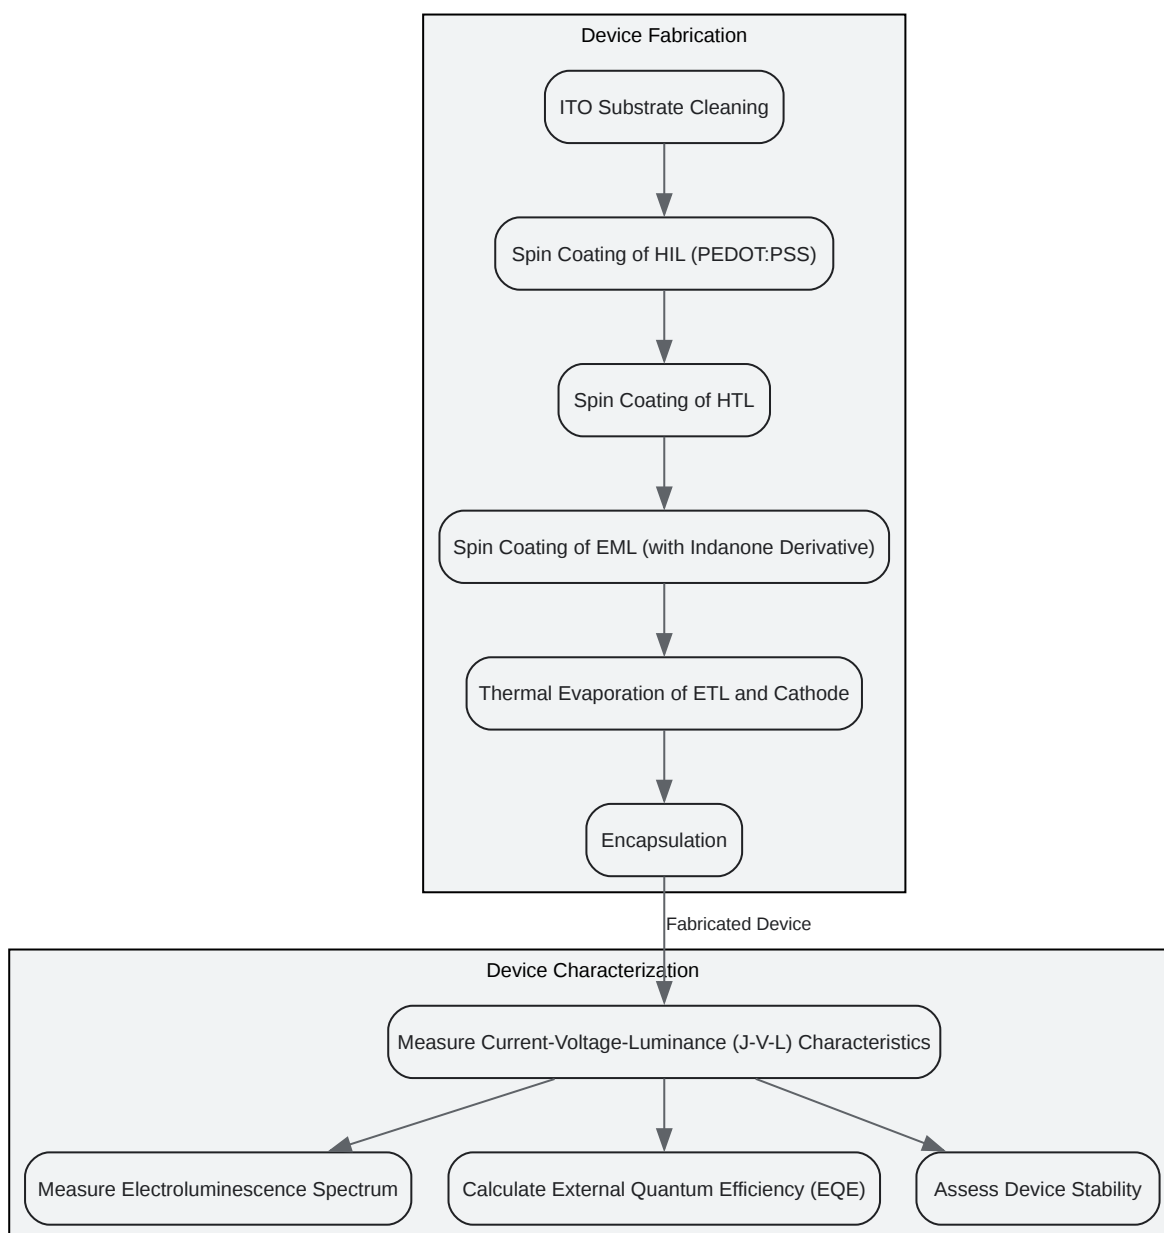 Device Fabrication
ITO Substrate Cleaning
Spin Coating of HIL (PEDOT:PSS)
Spin Coating of HTL
Spin Coating of EML (with Indanone Derivative)
Thermal Evaporation of ETL and Cathode
Encapsulation
Fabricated Device
Device Characterization
Measure Current-Voltage-Luminance (J-V-L) Characteristics
Measure Electroluminescence Spectrum
Calculate External Quantum Efficiency (EQE)
Assess Device Stability